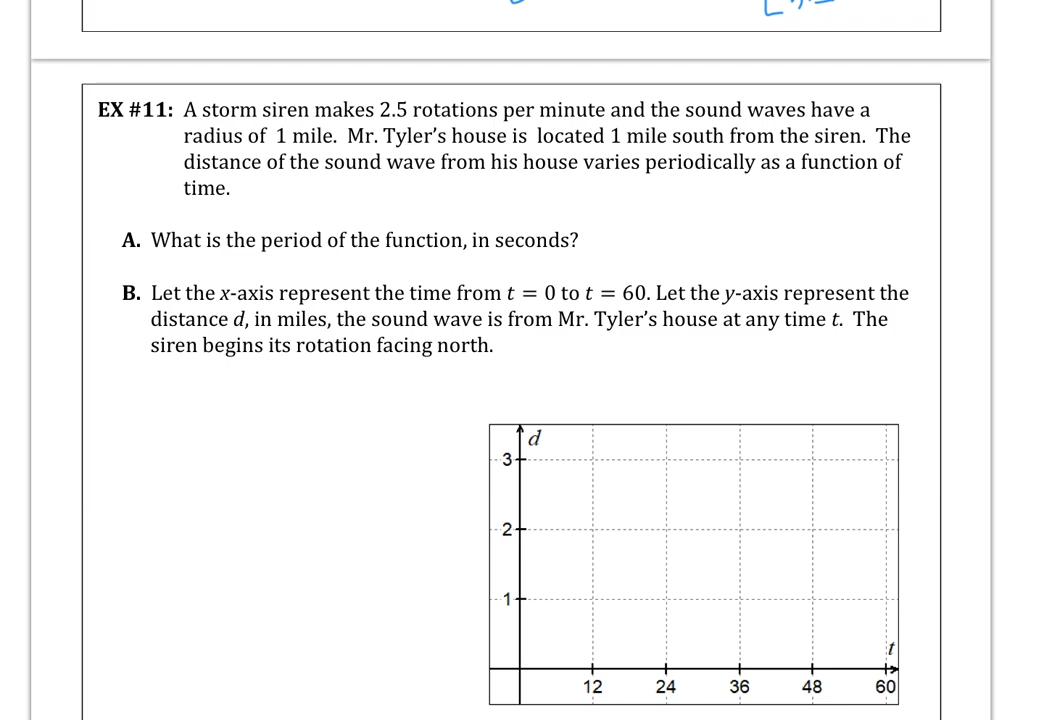 EX #11: A storm siren makes 2.5 rotations per minute and the sound waves have a
radius of 1 mile. Mr. Tyler's house is located 1 mile south from the siren. The
distance of the sound wave from his house varies periodically as a function of
time.
A. What is the period of the function, in seconds?
B. Let the x-axis represent the time from t = 0 to t = 60. Let the y-axis represent the
distance d, in miles, the sound wave is from Mr. Tyler's house at any time t. The
siren begins its rotation facing north.
d
3
2
1
t
12 24 36 48 60